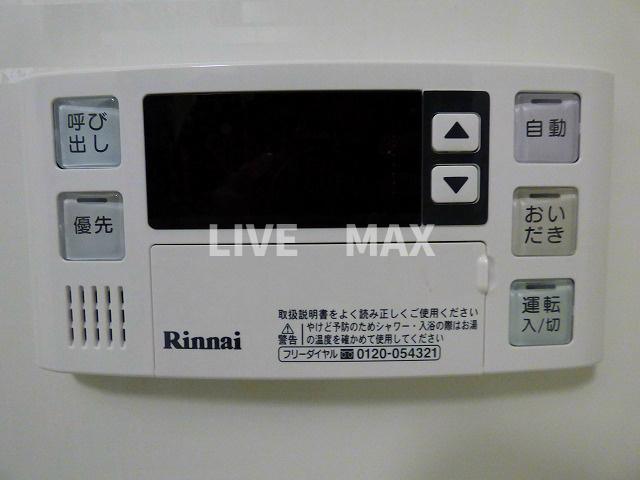 呼び
出し
優先
自動
おい
だき
運転
入/切
LIVE MAX
Rinnai
取扱説明書をよく読み正しくご使用ください
警告
やけど予防のためシャワー・入浴の際はお湯
の温度を確かめて使用してください
フリーダイヤル 0120-054321